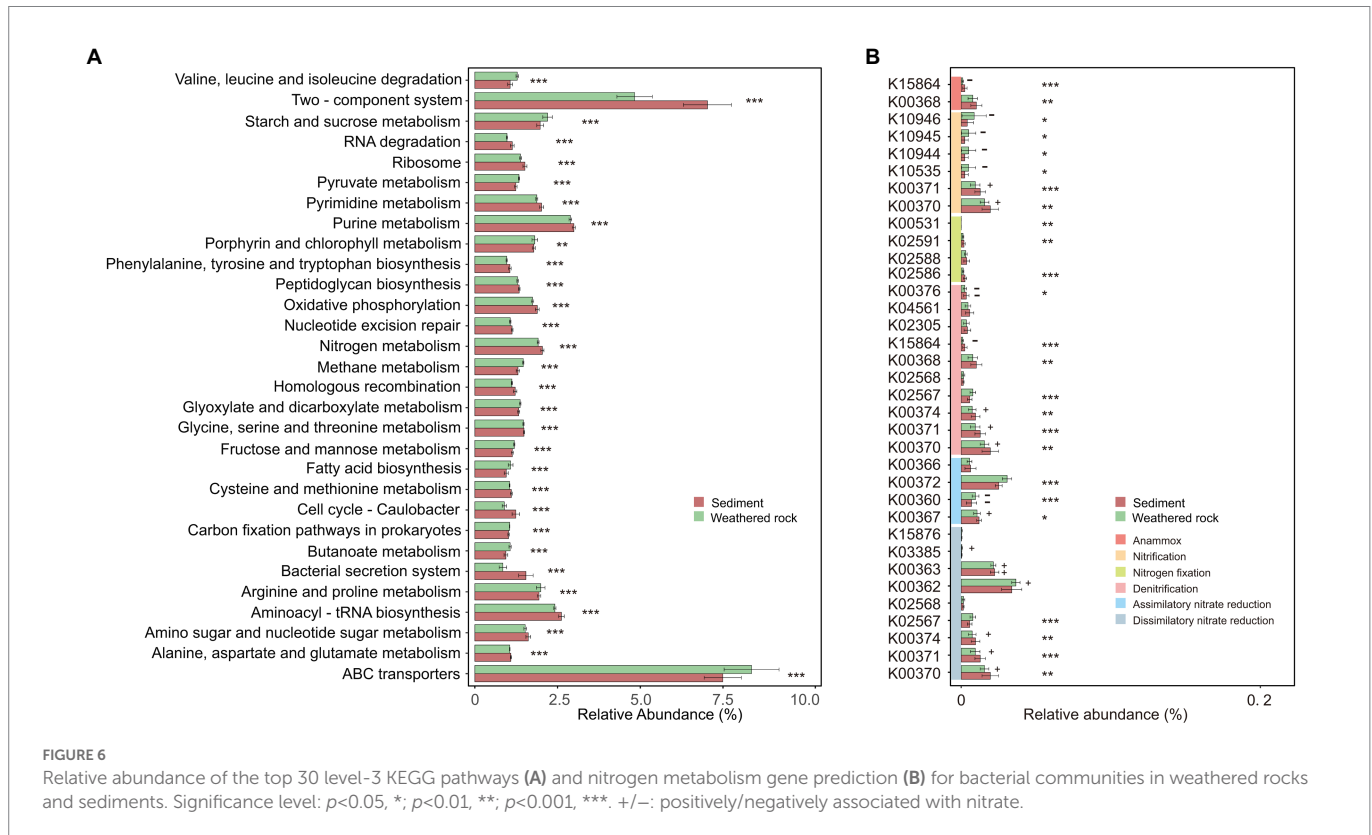 A
Valine, leucine and isoleucine degradation ***
Two - component system ***
Starch and sucrose metabolism ***
RNA degradation ***
Ribosome ***
Pyruvate metabolism ***
Pyrimidine metabolism ***
Purine metabolism ***
Porphyrin and chlorophyll metabolism **
Phenylalanine, tyrosine and tryptophan biosynthesis ***
Peptidoglycan biosynthesis ***
Oxidative phosphorylation ***
Nucleotide excision repair ***
Nitrogen metabolism ***
Methane metabolism ***
Homologous recombination ***
Glyoxylate and dicarboxylate metabolism ***
Glycine, serine and threonine metabolism ***
Fructose and mannose metabolism ***
Fatty acid biosynthesis ***
Cysteine and methionine metabolism ***
Cell cycle - Caulobacter ***
Carbon fixation pathways in prokaryotes ***
Butanoate metabolism ***
Bacterial secretion system ***
Arginine and proline metabolism ***
Aminoacyl - tRNA biosynthesis ***
Amino sugar and nucleotide sugar metabolism ***
Alanine, aspartate and glutamate metabolism ***
ABC transporters ***
Sediment
Weathered rock
0 2.5 5.0 7.5 10.0
Relative Abundance (%)
B
K15864 − ***
K00368 **
K10946 − *
K10945 − *
K10944 − *
K10535 − *
K00371 + ***
K00370 + **
K00531 **
K02591 **
K02588
K02586 ***
K00376 − − *
K04561
K02305
K15864 − ***
K00368 **
K02568
K02567 ***
K00374 + **
K00371 + ***
K00370 + **
K00366
K00372 ***
K00360 − − ***
K00367 + *
K15876
K03385 +
K00363 + +
K00362 +
K02568
K02567 ***
K00374 + **
K00371 + ***
K00370 + **
Sediment
Weathered rock
Anammox
Nitrification
Nitrogen fixation
Denitrification
Assimilatory nitrate reduction
Dissimilatory nitrate reduction
0 0. 2
Relative abundance (%)
FIGURE 6
Relative abundance of the top 30 level-3 KEGG pathways (A) and nitrogen metabolism gene prediction (B) for bacterial communities in weathered rocks
and sediments. Significance level: p<0.05, *; p<0.01, **; p<0.001, ***. +/−: positively/negatively associated with nitrate.